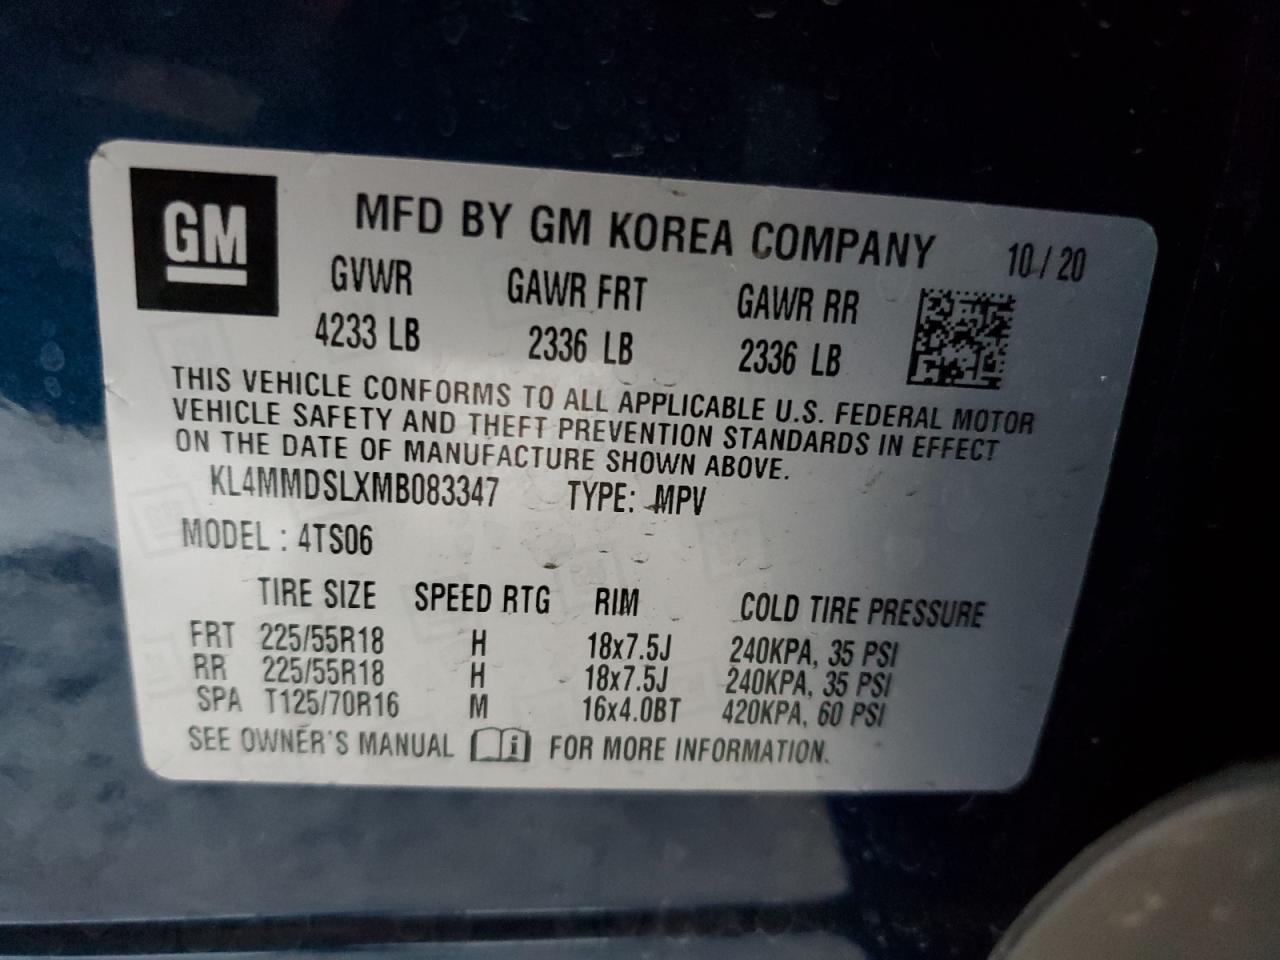 GM
MFD BY GM KOREA COMPANY 10/20
GVWR GAWR FRT GAWR RR
4233 LB 2336 LB 2336 LB
THIS VEHICLE CONFORMS TO ALL APPLICABLE U.S. FEDERAL MOTOR
VEHICLE SAFETY AND THEFT PREVENTION STANDARDS IN EFFECT
ON THE DATE OF MANUFACTURE SHOWN ABOVE.
KL4MMDSLXMB083347 TYPE: MPV
MODEL : 4TS06
TIRE SIZE SPEED RTG RIM COLD TIRE PRESSURE
FRT 225/55R18 H 18x7.5J 240KPA, 35 PSI
RR 225/55R18 H 18x7.5J 240KPA, 35 PSI
SPA T125/70R16 M 16x4.0BT 420KPA, 60 PSI
SEE OWNER'S MANUAL i FOR MORE INFORMATION.